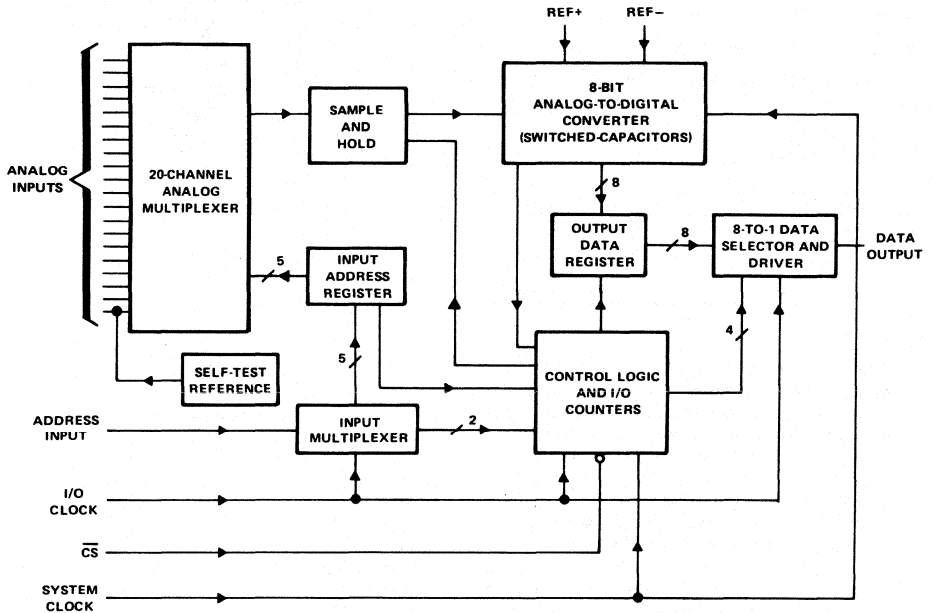 REF+
REF−
8-BIT
ANALOG-TO-DIGITAL
CONVERTER
(SWITCHED-CAPACITORS)
SAMPLE
AND
HOLD
ANALOG
INPUTS
20-CHANNEL
ANALOG
MULTIPLEXER
8
OUTPUT
DATA
REGISTER
8
8-TO-1 DATA
SELECTOR AND
DRIVER
DATA
OUTPUT
5
INPUT
ADDRESS
REGISTER
4
5
SELF-TEST
REFERENCE
CONTROL LOGIC
AND I/O
COUNTERS
ADDRESS
INPUT
INPUT
MULTIPLEXER
2
I/O
CLOCK
C̅S̅
SYSTEM
CLOCK